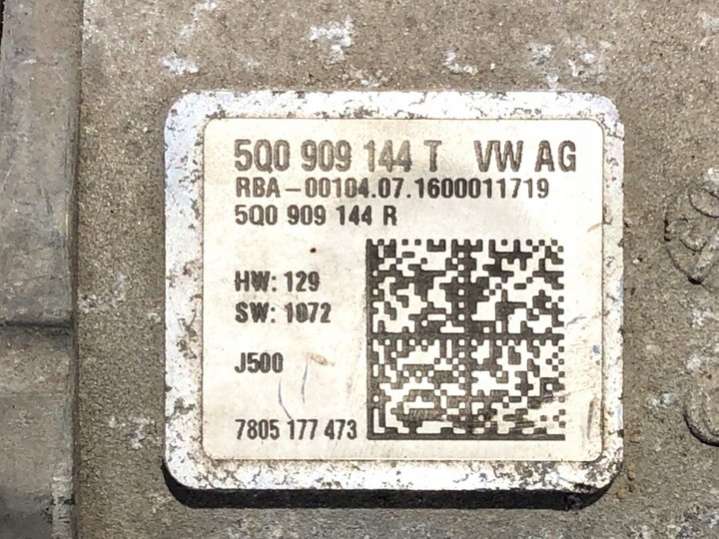 5Q0 909 144 T VW AG
RBA-00104.07.1600011719
5Q0 909 144 R
HW: 129
SW: 1072
J500
7805 177 473